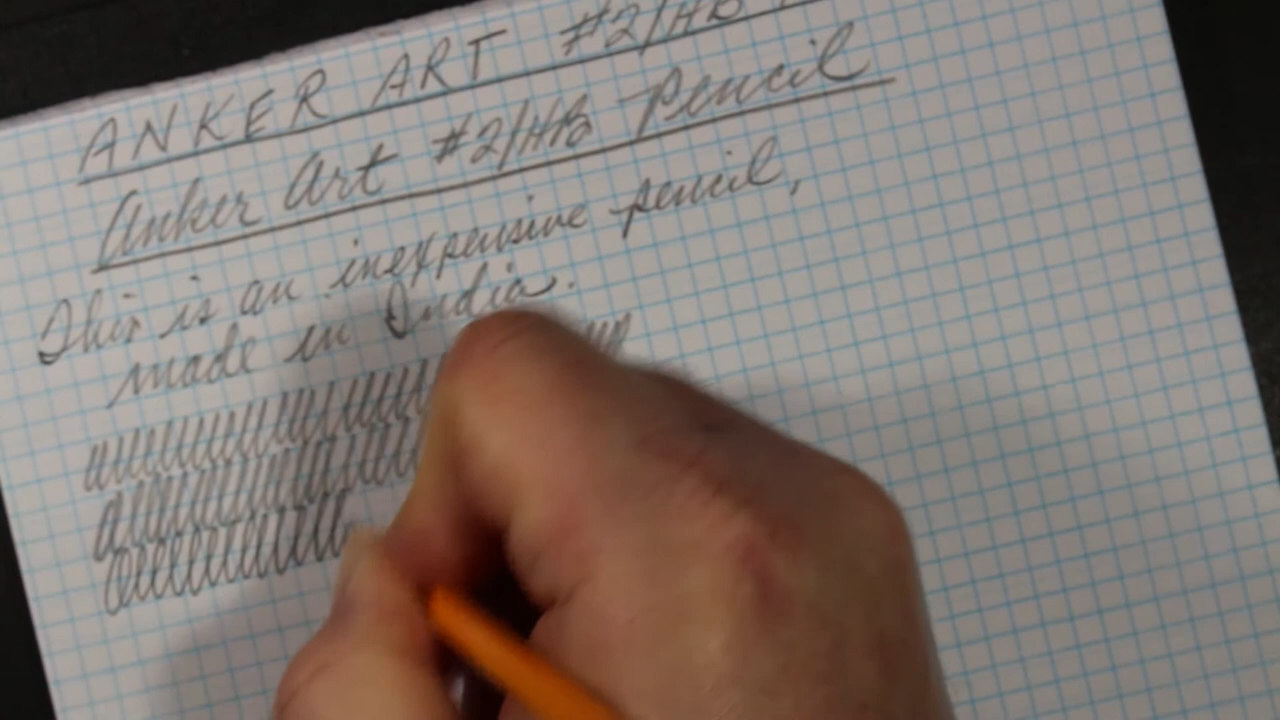 ANKER ART #2/HB
Anker Art #2/HB Pencil
This is an inexpensive pencil,
made in India.